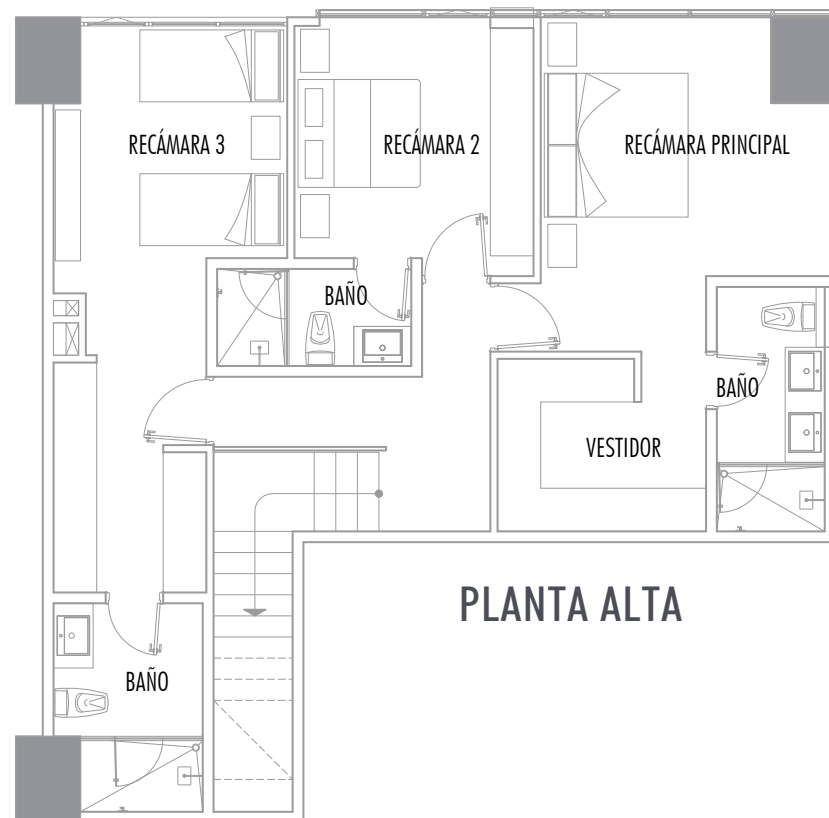 RECÁMARA 3
RECÁMARA 2
RECÁMARA PRINCIPAL
BAÑO
BAÑO
VESTIDOR
PLANTA ALTA
BAÑO